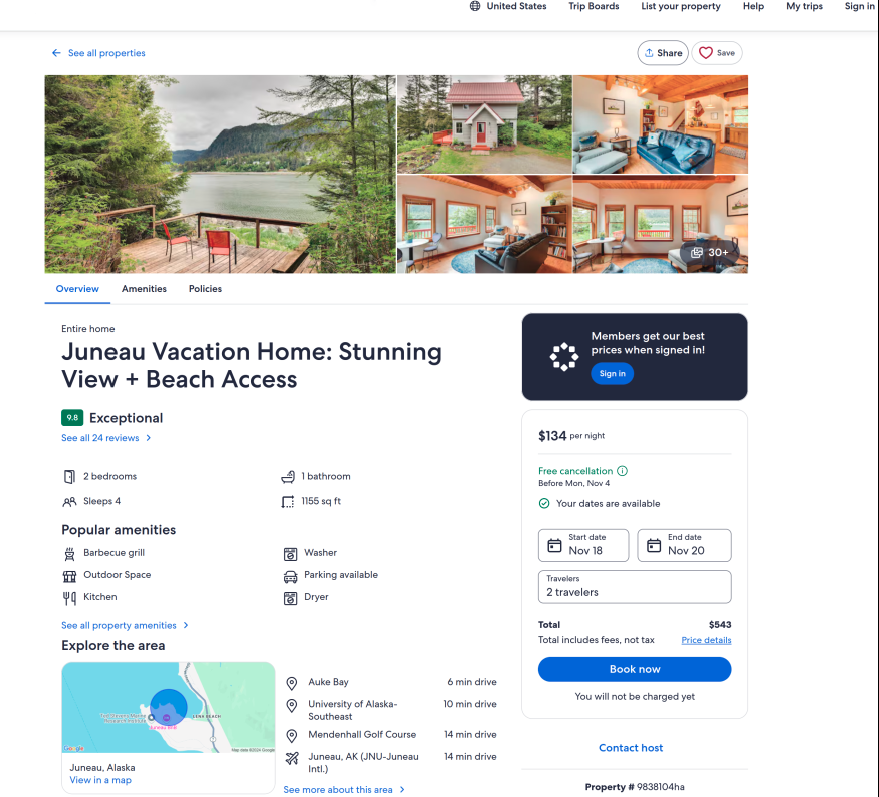 United States Trip Boards List your property Help My trips Sign in
See all properties
Share Save
30+
Overview Amenities Policies
Entire home
Juneau Vacation Home: Stunning
View + Beach Access
9.8 Exceptional
See all 24 reviews
2 bedrooms
1 bathroom
Sleeps 4
1155 sq ft
Popular amenities
Barbecue grill
Washer
Outdoor Space
Parking available
Kitchen
Dryer
See all property amenities
Explore the area
LENA BEACH
Google
Map data ©2024 Google
Juneau, Alaska
View in a map
Auke Bay 6 min drive
University of Alaska-
Southeast
10 min drive
Mendenhall Golf Course 14 min drive
Juneau, AK (JNU-Juneau
Intl.)
14 min drive
See more about this area
Members get our best
prices when signed in!
Sign in
$134 per night
Free cancellation
Before Mon, Nov 4
Your dates are available
Start date
Nov 18
End date
Nov 20
Travelers
2 travelers
Total $543
Total includes fees, not tax Price details
Book now
You will not be charged yet
Contact host
Property # 9838104ha